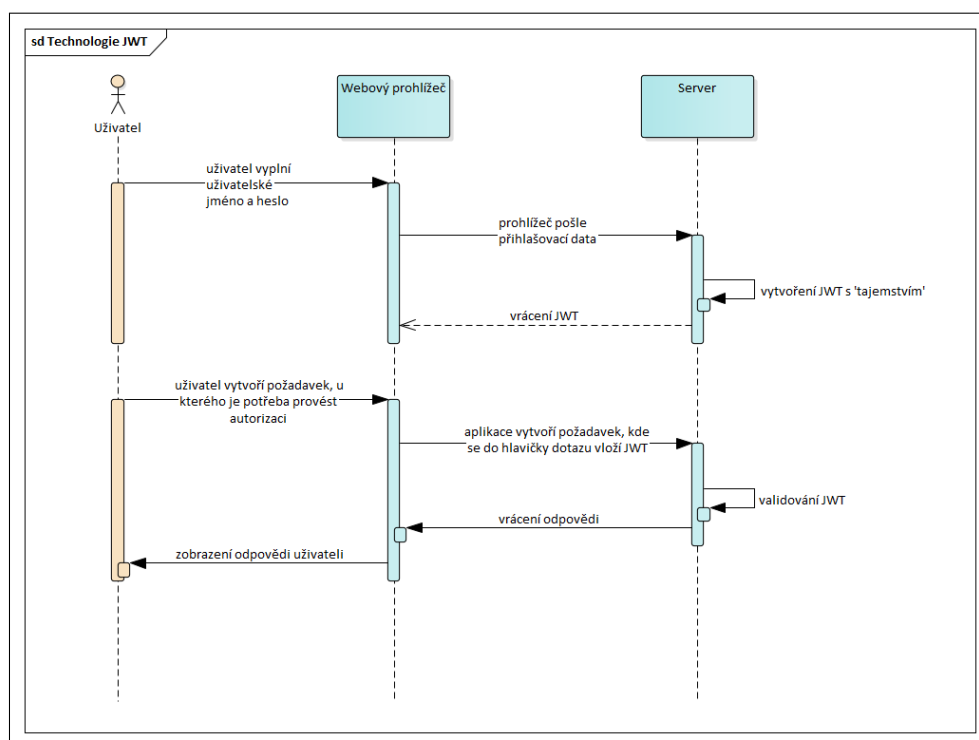 sd Technologie JWT
Uživatel
Webový prohlížeč
Server
uživatel vyplní
uživatelské
jméno a heslo
prohlížeč pošle
přihlašovací data
vytvoření JWT s 'tajemstvím'
vrácení JWT
uživatel vytvoří požadavek, u
kterého je potřeba provést
autorizaci
aplikace vytvoří požadavek, kde
se do hlavičky dotazu vloží JWT
validování JWT
vrácení odpovědi
zobrazení odpovědi uživateli